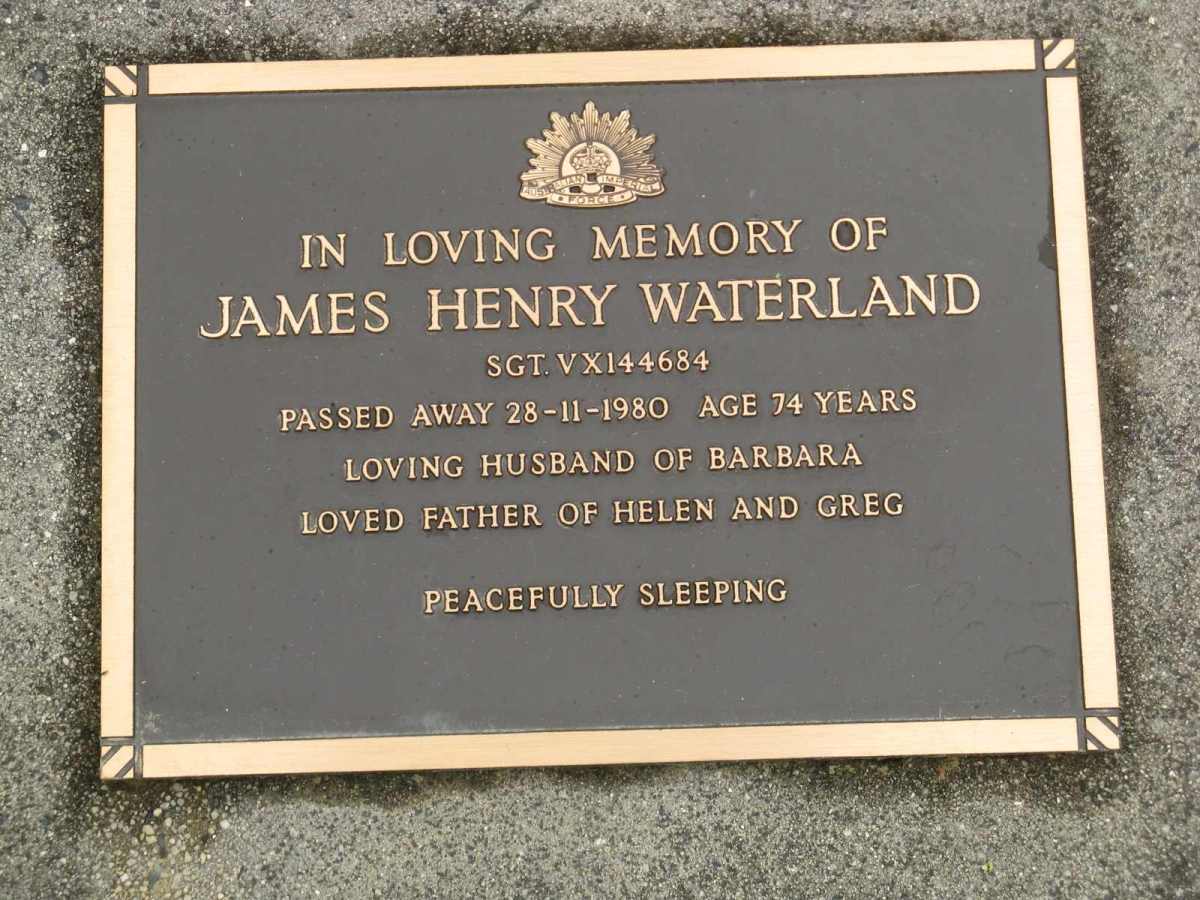 AUSTRALIAN IMPERIAL
FORCE
IN LOVING MEMORY OF
JAMES HENRY WATERLAND
SGT. VX144684
PASSED AWAY 28-11-1980 AGE 74 YEARS
LOVING HUSBAND OF BARBARA
LOVED FATHER OF HELEN AND GREG
PEACEFULLY SLEEPING